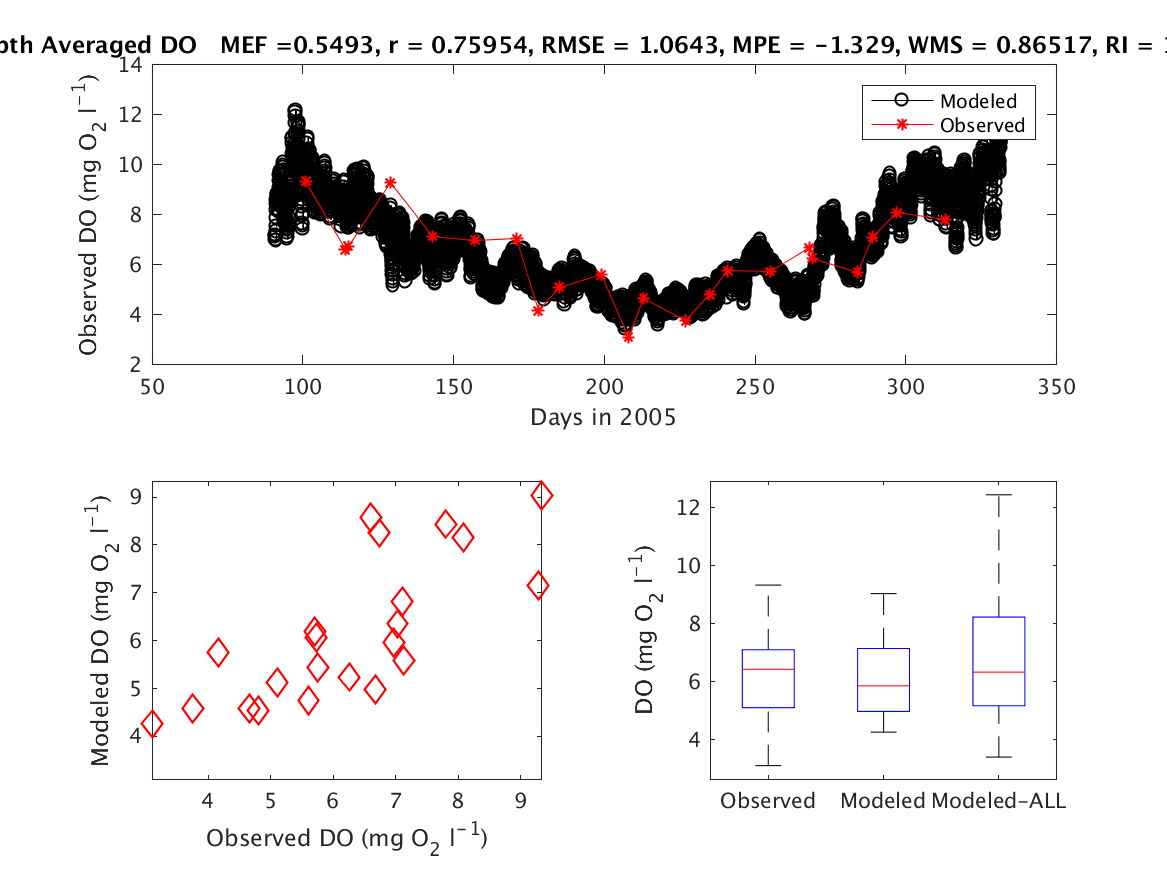 pth Averaged DO MEF =0.5493, r = 0.75954, RMSE = 1.0643, MPE = -1.329, WMS = 0.86517, RI = 1
Observed DO (mg O2 l−1)
14
12
10
8
6
4
2
Modeled
Observed
50 100 150 200 250 300 350
Days in 2005
Modeled DO (mg O2 l−1)
9
8
7
6
5
4
4 5 6 7 8 9
Observed DO (mg O2 l−1)
DO (mg O2 l−1)
12
10
8
6
4
Observed Modeled Modeled-ALL